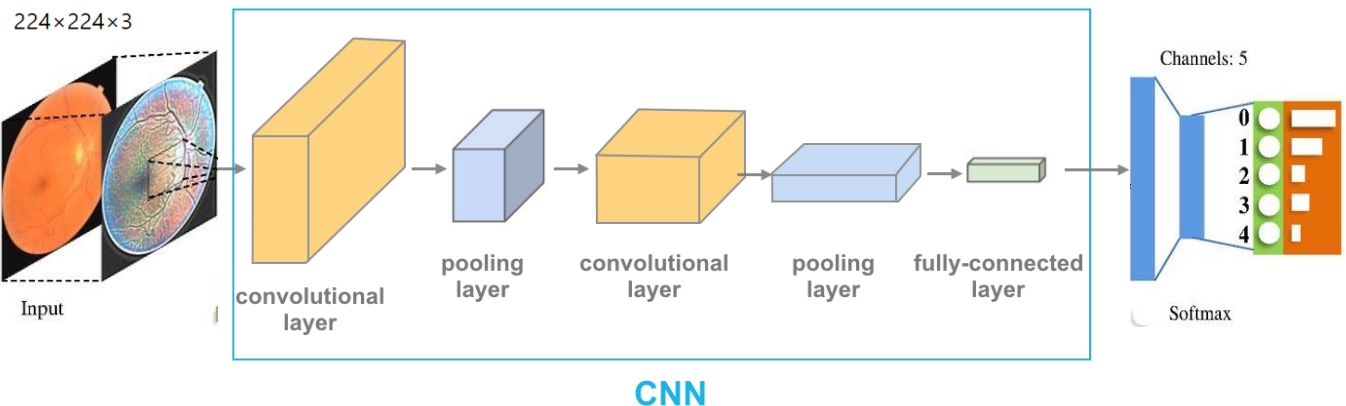 224×224×3
Input
convolutional
layer
pooling
layer
convolutional
layer
pooling
layer
fully-connected
layer
CNN
Channels: 5
0
1
2
3
4
Softmax